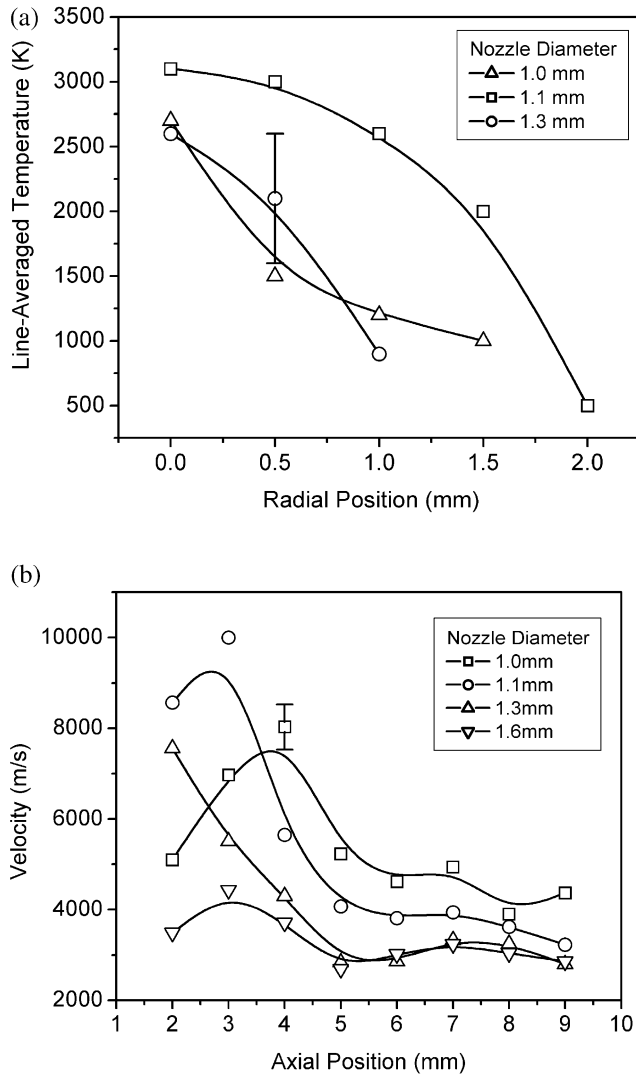 (a)
3500
3000
2500
2000
1500
1000
500
Line-Averaged Temperature (K)
Nozzle Diameter
1.0 mm
1.1 mm
1.3 mm
0.0 0.5 1.0 1.5 2.0
Radial Position (mm)
(b)
10000
8000
6000
4000
2000
Velocity (m/s)
Nozzle Diameter
1.0mm
1.1mm
1.3mm
1.6mm
1 2 3 4 5 6 7 8 9 10
Axial Position (mm)